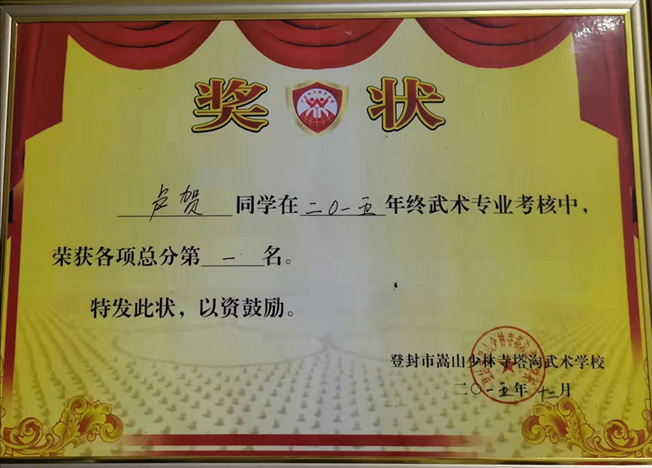 奖 状
卢贺同学在二〇一五年终武术专业考核中，
荣获各项总分第一名。
特发此状，以资鼓励。
登封市嵩山少林寺塔沟武术学校
二〇一五年十二月